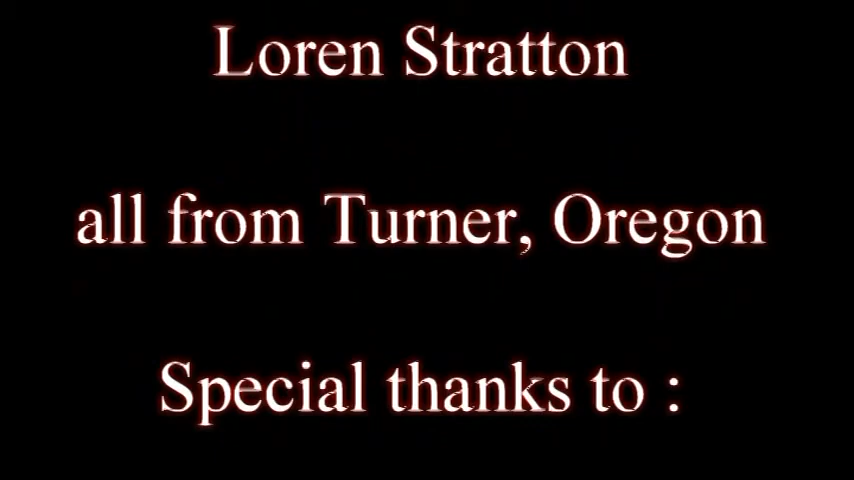 Loren Stratton
all from Turner, Oregon
Special thanks to :